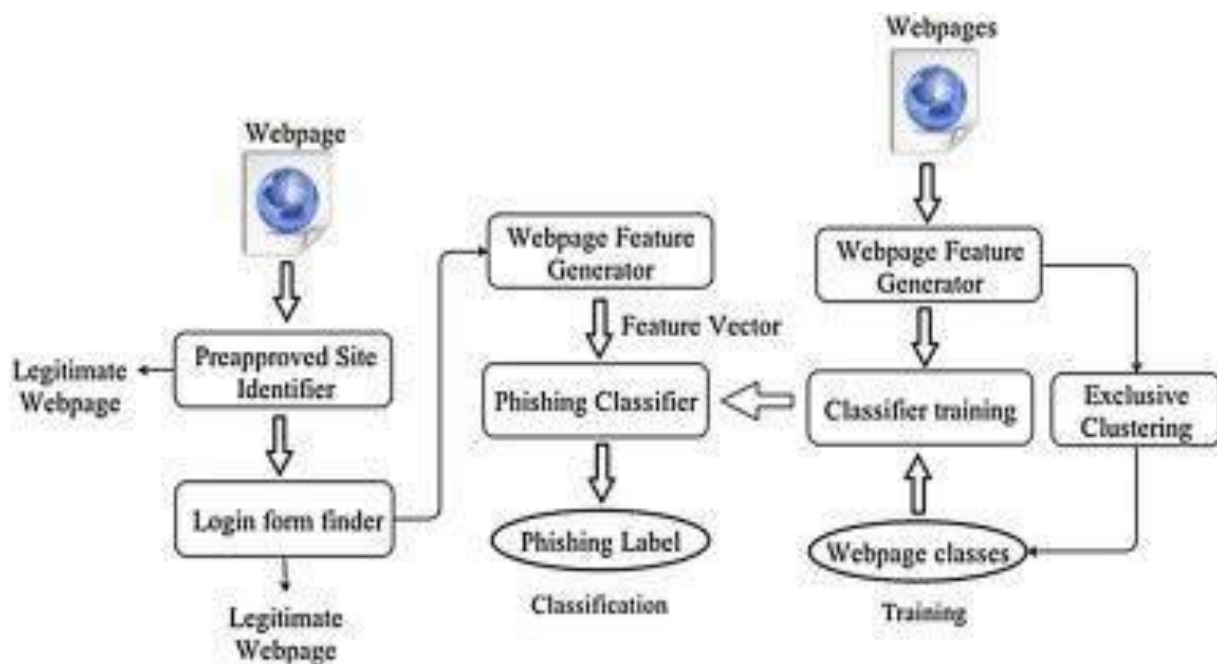 Webpages
Webpage
Webpage Feature
Generator
Webpage Feature
Generator
Feature Vector
Preapproved Site
Identifier
Legitimate
Webpage
Phishing Classifier
Classifier training
Exclusive
Clustering
Login form finder
Phishing Label
Webpage classes
Classification
Training
Legitimate
Webpage